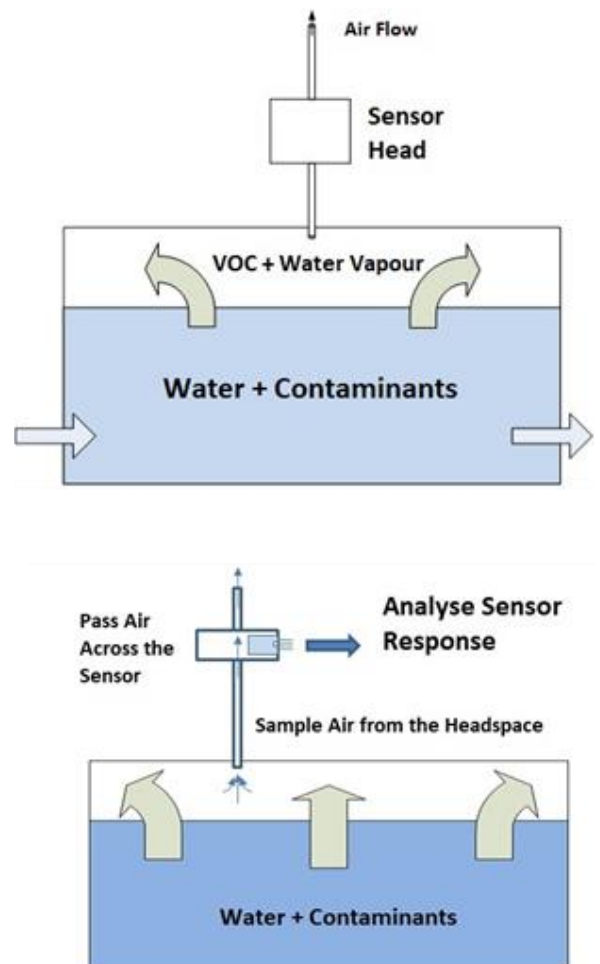 Air Flow
Sensor
Head
VOC + Water Vapour
Water + Contaminants
Pass Air
Across the
Sensor
Analyse Sensor
Response
Sample Air from the Headspace
Water + Contaminants